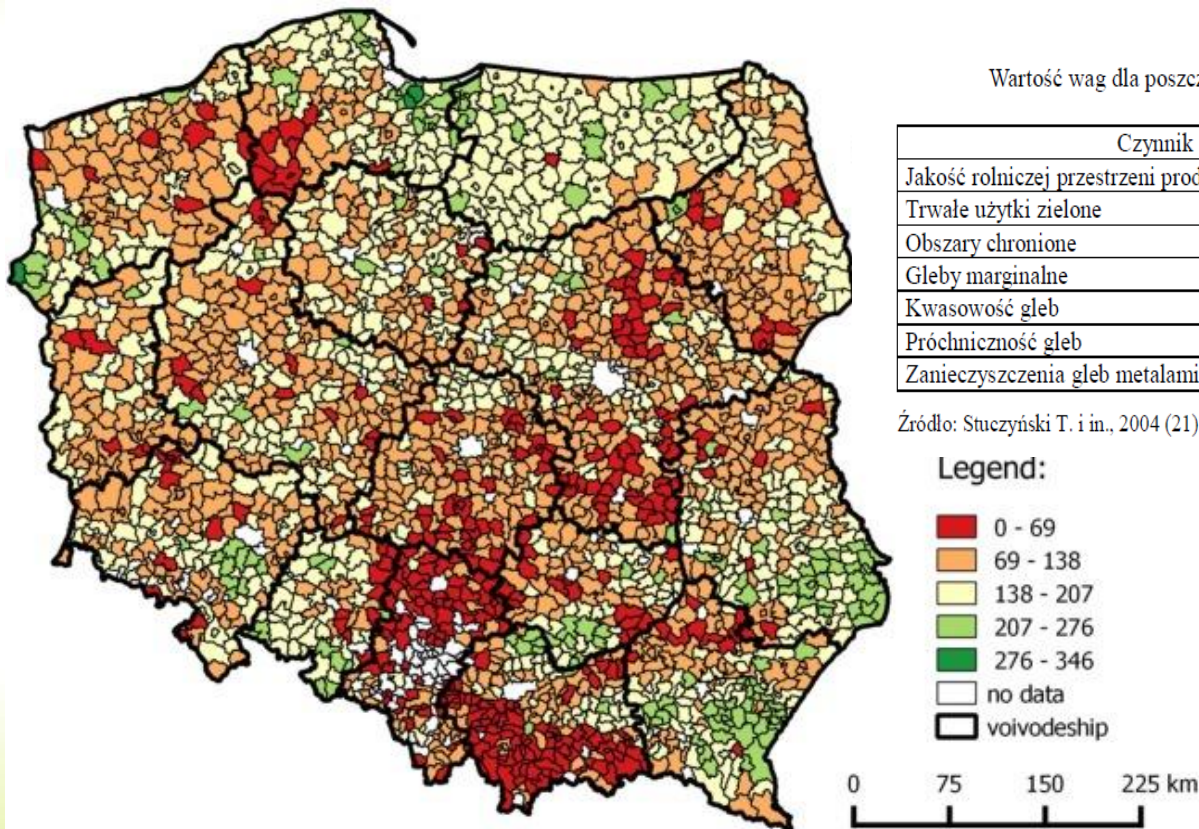 Wartość wag dla poszcz
Czynnik
Jakość rolniczej przestrzeni prod
Trwałe użytki zielone
Obszary chronione
Gleby marginalne
Kwasowość gleb
Próchniczność gleb
Zanieczyszczenia gleb metalami
Źródło: Stuczyński T. i in., 2004 (21)
Legend:
0 - 69
69 - 138
138 - 207
207 - 276
276 - 346
no data
voivodeship
0 75 150 225 km